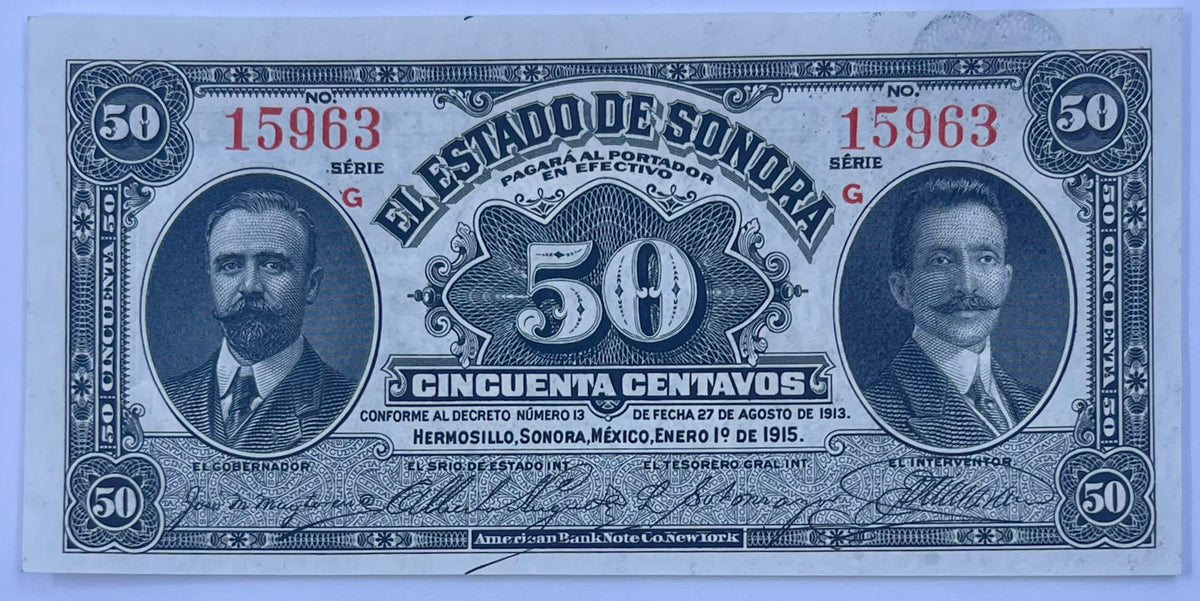 50
50
NO.
15963
SÉRIE
G
NO.
15963
SÉRIE
G
EL ESTADO DE SONORA
PAGARÁ AL PORTADOR
EN EFECTIVO
50
CINCUENTA CENTAVOS
CONFORME AL DECRETO NÚMERO 13 DE FECHA 27 DE AGOSTO DE 1913.
HERMOSILLO, SONORA, MÉXICO, ENERO 1º DE 1915.
50 CINCUENTA 50
50 CINCUENTA 50
EL GOBERNADOR
EL SRIO DE ESTADO INT.
EL TESORERO GRAL INT.
EL INTERVENTOR
50
50
American Bank Note Co. New York